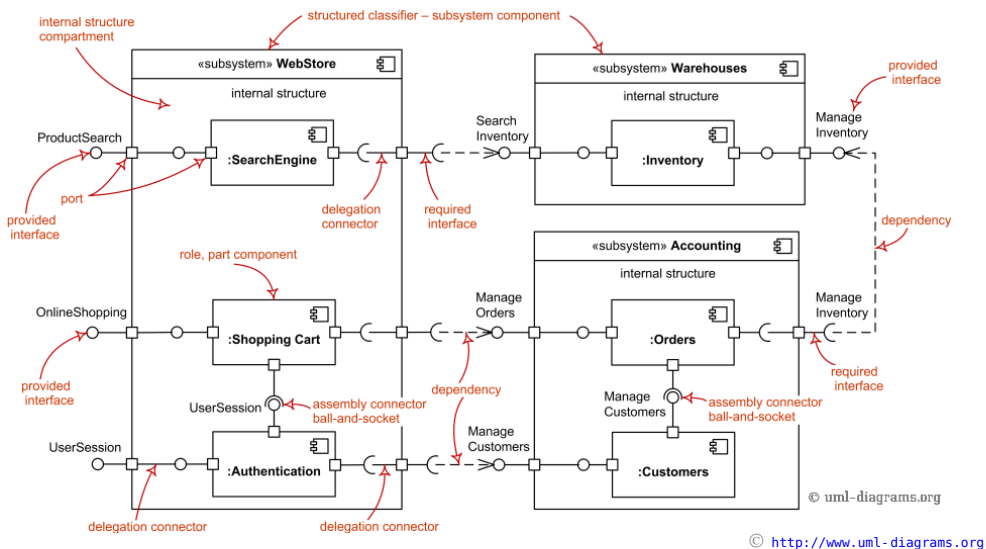 structured classifier – subsystem component
internal structure
compartment
«subsystem» WebStore
internal structure
«subsystem» Warehouses
internal structure
provided
interface
ProductSearch
:SearchEngine
Search
Inventory
:Inventory
Manage
Inventory
port
provided
interface
delegation
connector
required
interface
dependency
role, part component
«subsystem» Accounting
internal structure
OnlineShopping
:Shopping Cart
Manage
Orders
:Orders
Manage
Inventory
provided
interface
dependency
required
interface
UserSession
assembly connector
ball-and-socket
Manage
Customers
assembly connector
ball-and-socket
UserSession
:Authentication
Manage
Customers
:Customers
© uml-diagrams.org
delegation connector
delegation connector
© http://www.uml-diagrams.org